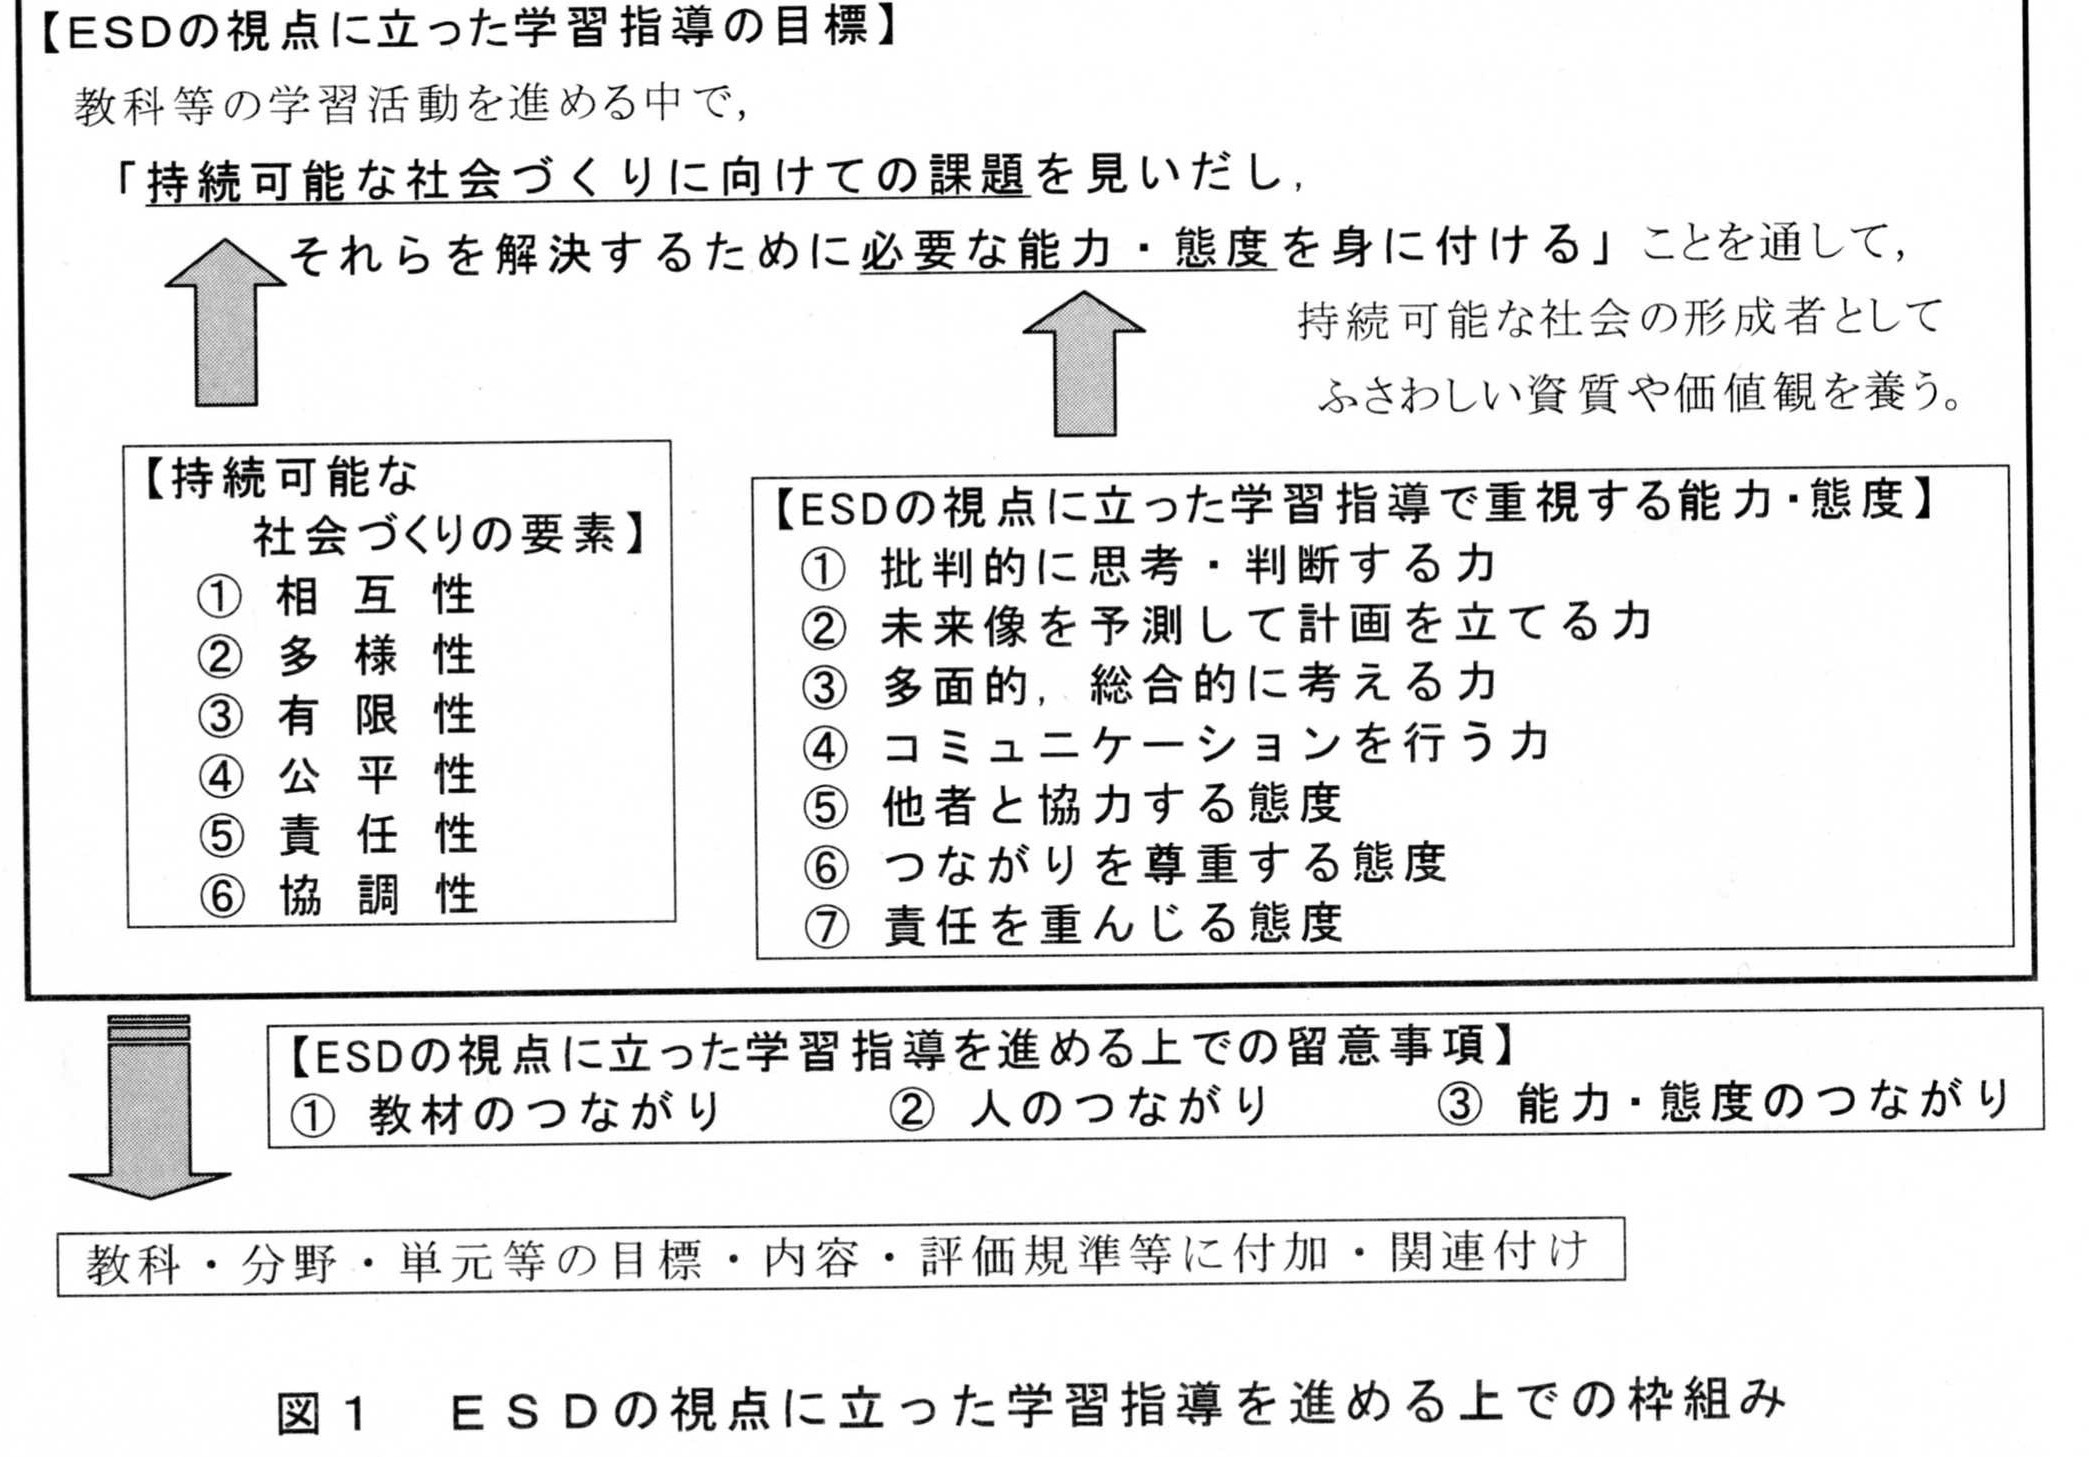 【ESDの視点に立った学習指導の目標】
教科等の学習活動を進める中で,
「持続可能な社会づくりに向けての課題を見いだし,
それらを解決するために必要な能力・態度を身に付ける」ことを通して,
持続可能な社会の形成者として
ふさわしい資質や価値観を養う。
【持続可能な
社会づくりの要素】
① 相互性
② 多様性
③ 有限性
④ 公平性
⑤ 責任性
⑥ 協調性
【ESDの視点に立った学習指導で重視する能力・態度】
① 批判的に思考・判断する力
② 未来像を予測して計画を立てる力
③ 多面的, 総合的に考える力
④ コミュニケーションを行う力
⑤ 他者と協力する態度
⑥ つながりを尊重する態度
⑦ 責任を重んじる態度
【ESDの視点に立った学習指導を進める上での留意事項】
① 教材のつながり ② 人のつながり ③ 能力・態度のつながり
教科・分野・単元等の目標・内容・評価規準等に付加・関連付け
図1 ESDの視点に立った学習指導を進める上での枠組み